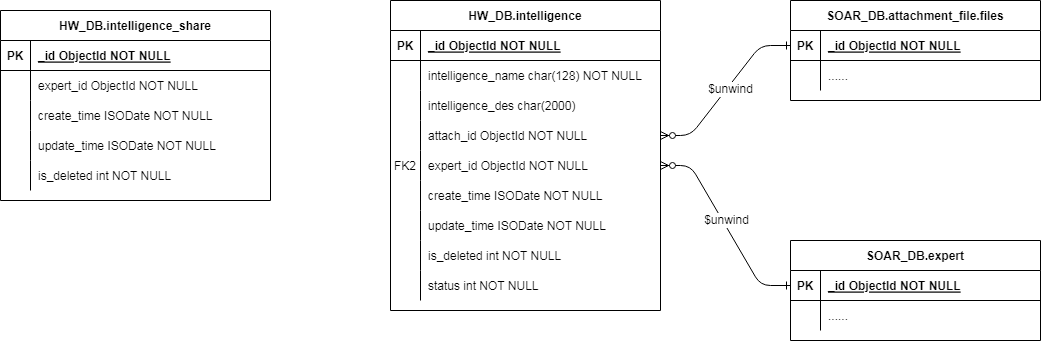 HW_DB.intelligence_share
PK _id ObjectId NOT NULL
expert_id ObjectId NOT NULL
create_time ISODate NOT NULL
update_time ISODate NOT NULL
is_deleted int NOT NULL
HW_DB.intelligence
PK _id ObjectId NOT NULL
intelligence_name char(128) NOT NULL
intelligence_des char(2000)
attach_id ObjectId NOT NULL
FK2 expert_id ObjectId NOT NULL
create_time ISODate NOT NULL
update_time ISODate NOT NULL
is_deleted int NOT NULL
status int NOT NULL
$unwind
$unwind
SOAR_DB.attachment_file.files
PK _id ObjectId NOT NULL
......
SOAR_DB.expert
PK _id ObjectId NOT NULL
......